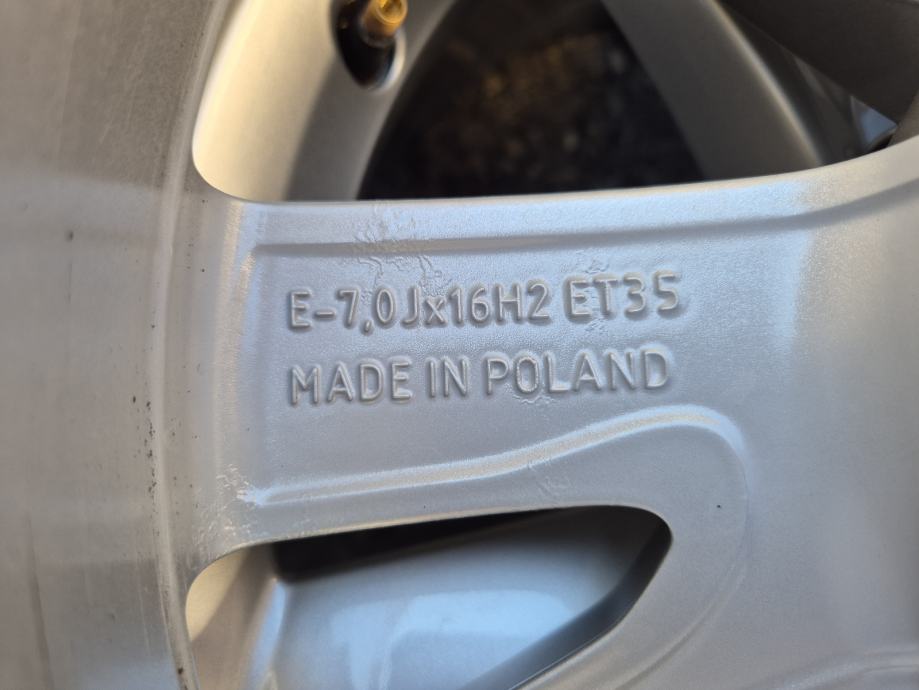 E-7,0Jx16H2 ET35
MADE IN POLAND